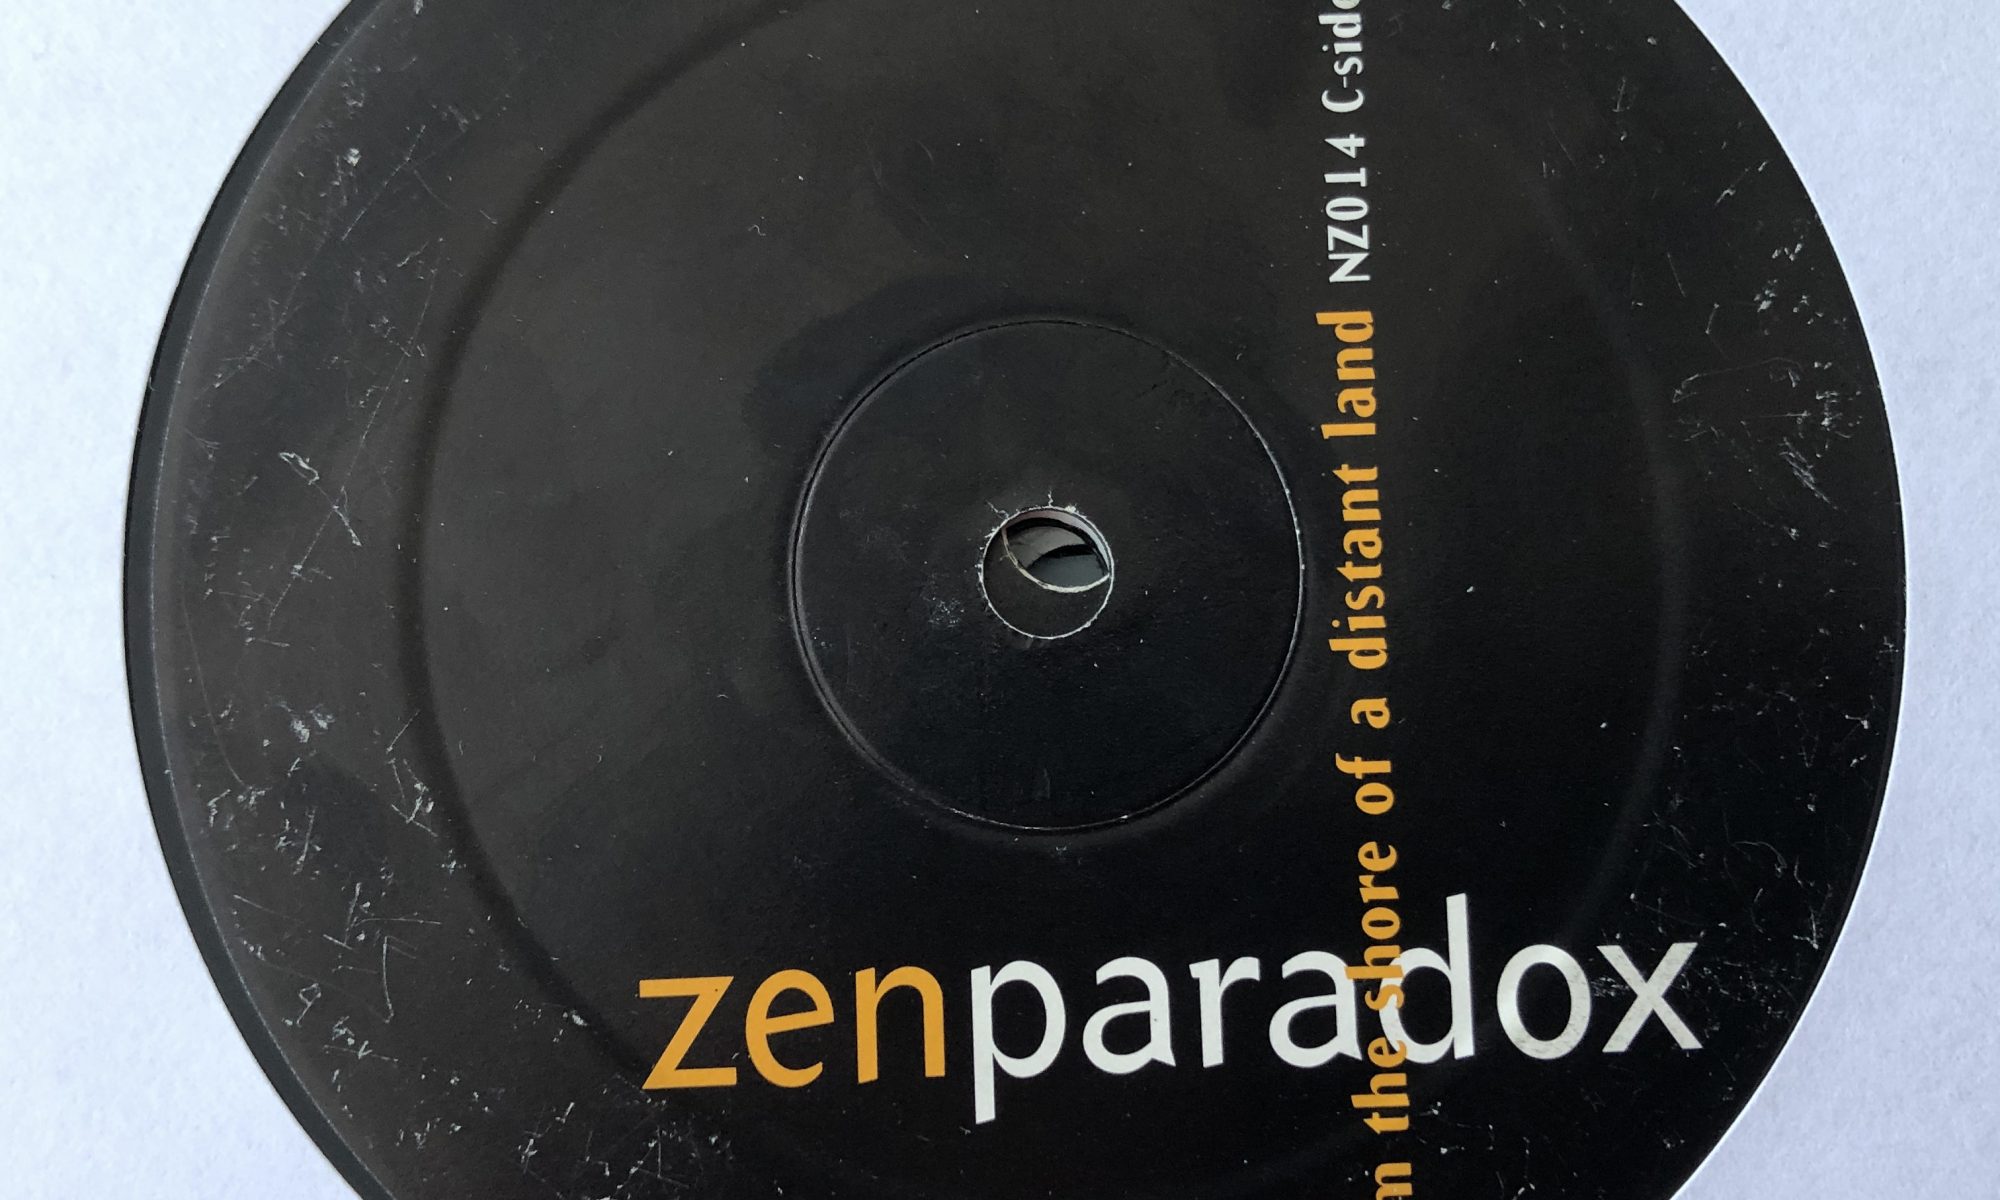 zenparadox
the shore of a distant land NZ014 C-side